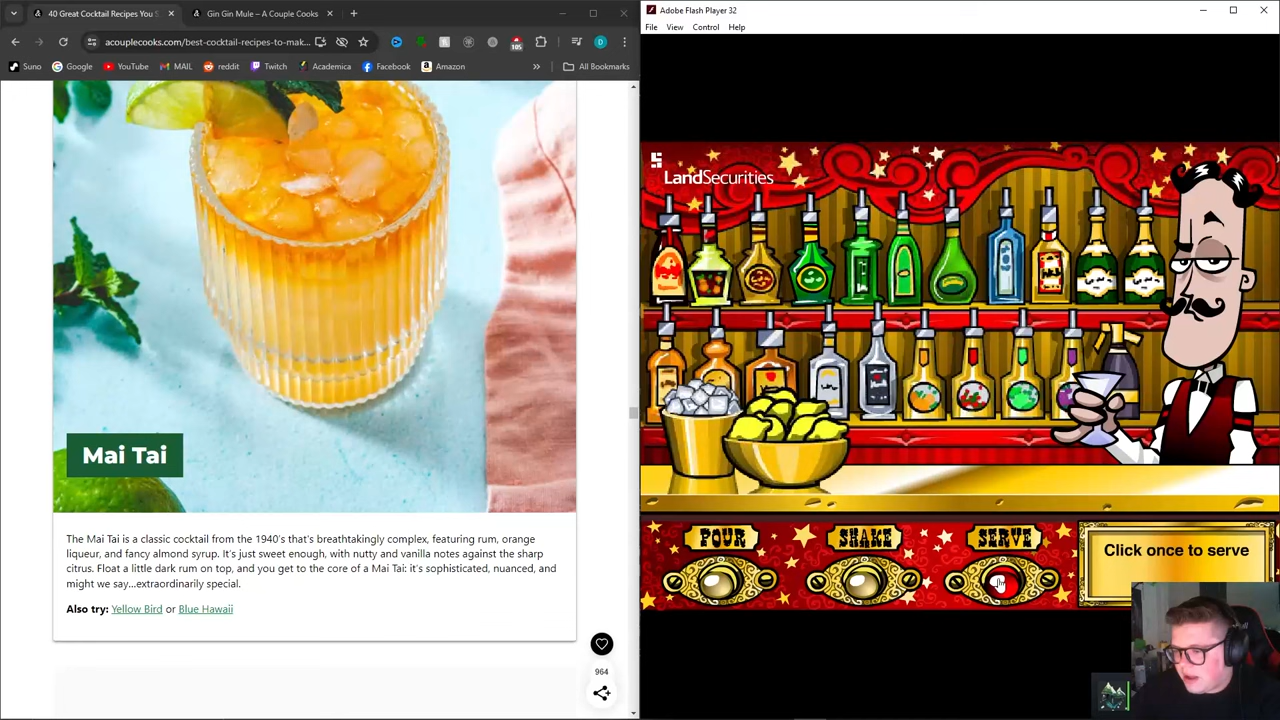 40 Great Cocktail Recipes You S
Gin Gin Mule – A Couple Cooks
Adobe Flash Player 32
File View Control Help
acouplecooks.com/best-cocktail-recipes-to-mak...
105
D
Suno
Google
YouTube
MAIL
reddit
Twitch
Academica
Facebook
Amazon
All Bookmarks
LandSecurities
Mai Tai
The Mai Tai is a classic cocktail from the 1940's that's breathtakingly complex, featuring rum, orange
liqueur, and fancy almond syrup. It's just sweet enough, with nutty and vanilla notes against the sharp
citrus. Float a little dark rum on top, and you get to the core of a Mai Tai: it's sophisticated, nuanced, and
might we say...extraordinarily special.
Also try: Yellow Bird or Blue Hawaii
964
POUR
SHAKE
SERVE
Click once to serve